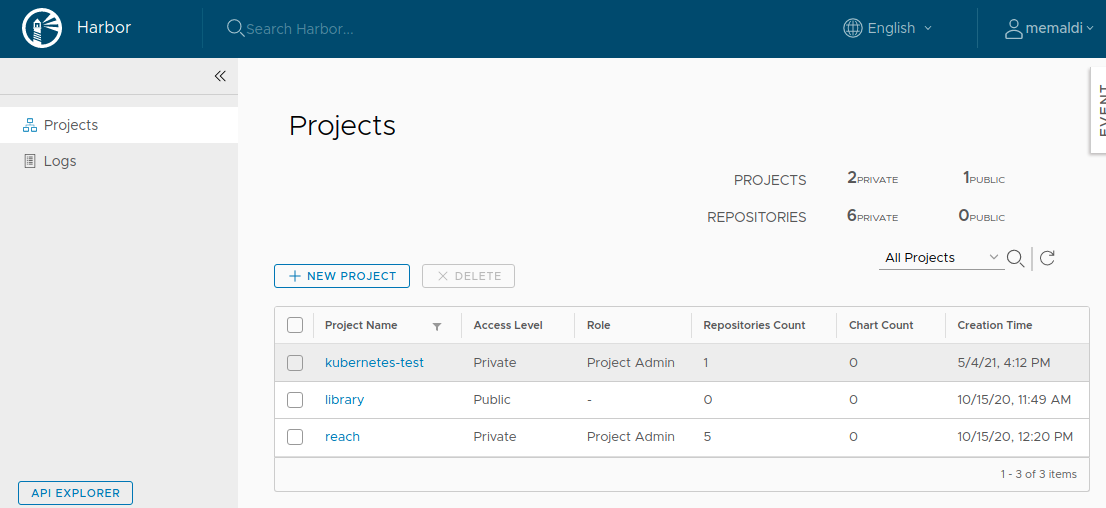 Harbor
Search Harbor...
English
memaldi
EVENT
Projects
Logs
API EXPLORER
Projects
PROJECTS 2PRIVATE 1PUBLIC
REPOSITORIES 6PRIVATE 0PUBLIC
All Projects
NEW PROJECT
DELETE
Project Name Access Level Role Repositories Count Chart Count Creation Time
kubernetes-test Private Project Admin 1 0 5/4/21, 4:12 PM
library Public - 0 0 10/15/20, 11:49 AM
reach Private Project Admin 5 0 10/15/20, 12:20 PM
1 - 3 of 3 items